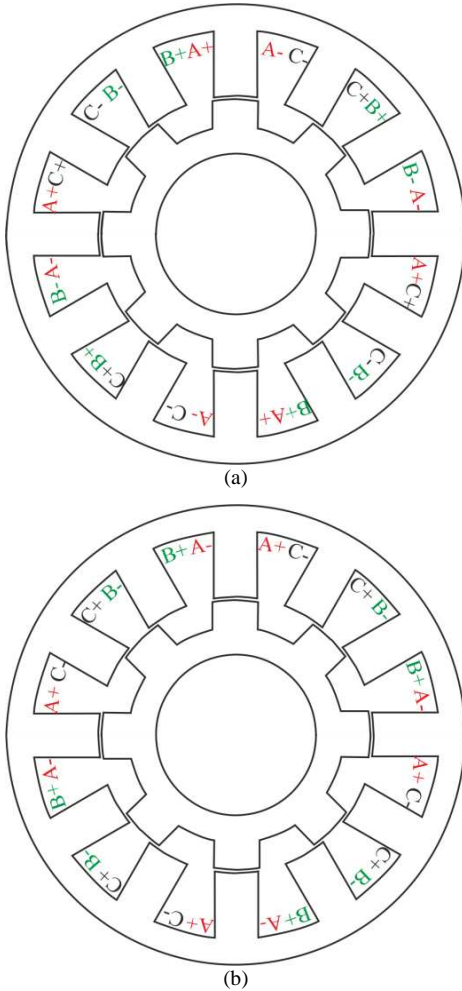 B+ A+
A- C-
C- B-
C+ B+
A+ C+
B- A-
B- A-
A+ C+
C+ B+
C- B-
A- C-
B+ A+
(a)
B+ A-
A+ C-
C+ B-
C+ B-
A+ C-
B+ A-
B+ A-
A+ C-
C+ B-
C+ B-
A+ C-
B+ A-
(b)